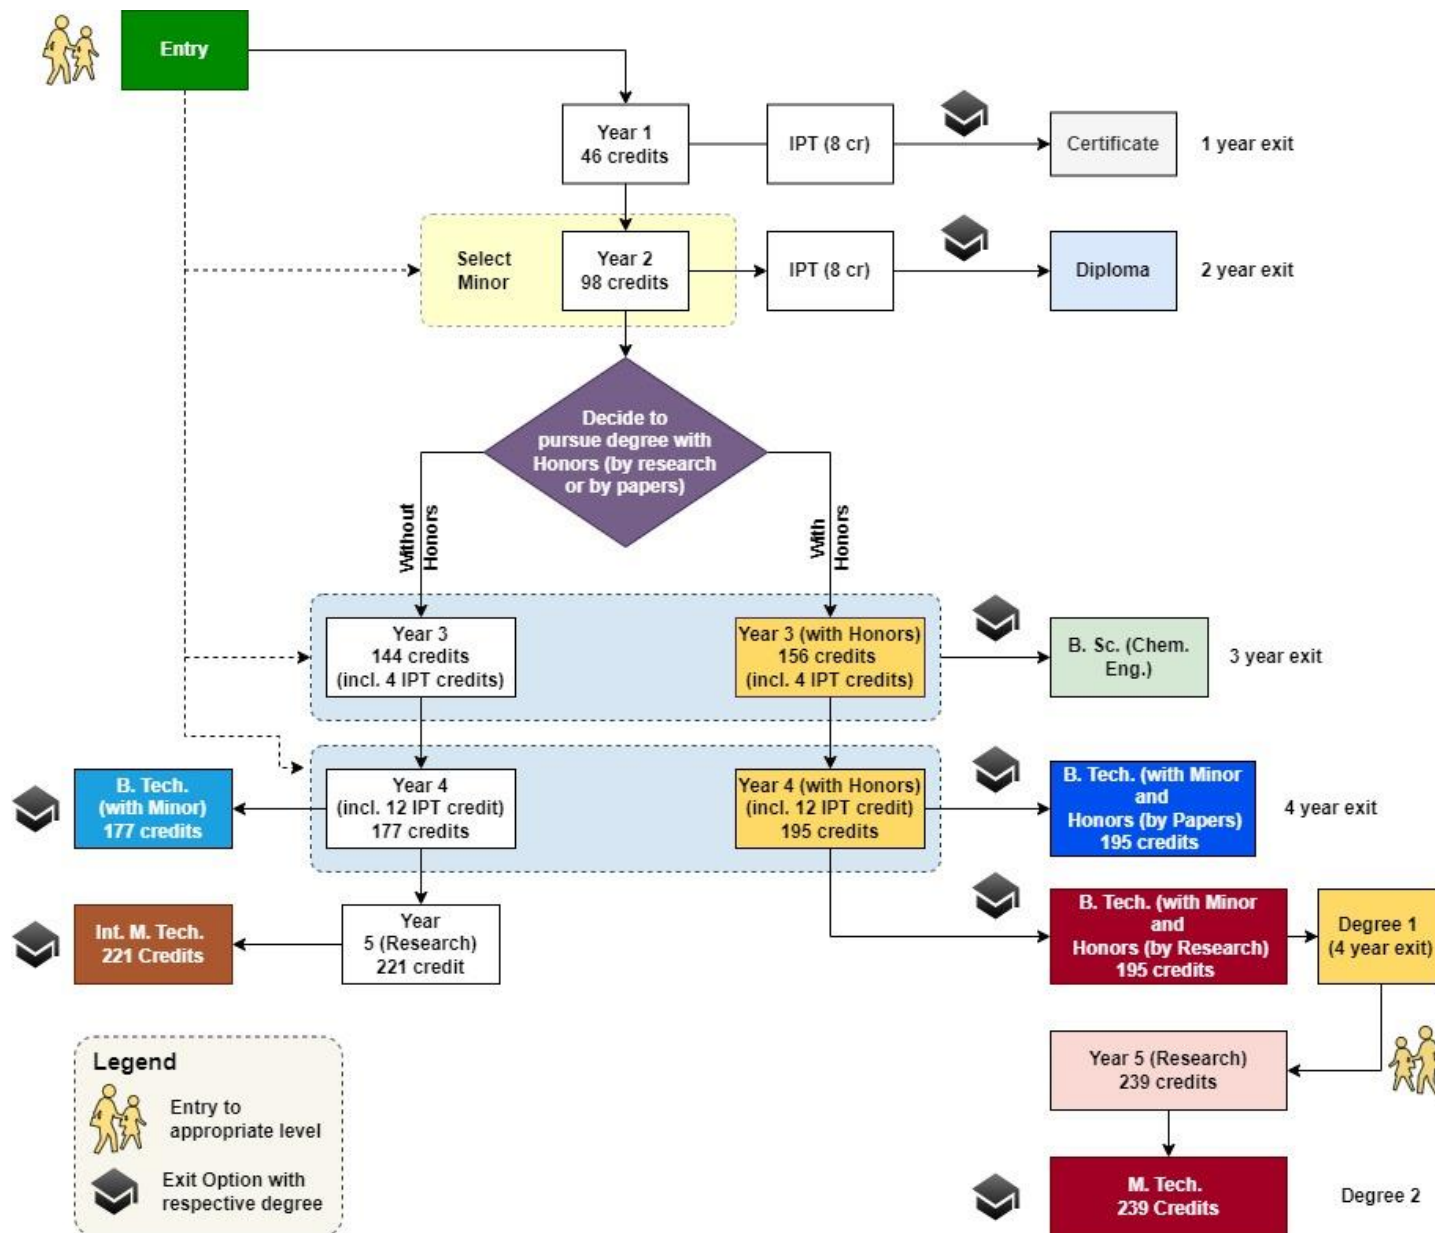 Entry
Year 1
46 credits
IPT (8 cr)
Certificate
1 year exit
Select
Minor
Year 2
98 credits
IPT (8 cr)
Diploma
2 year exit
Decide to
pursue degree with
Honors (by research
or by papers)
Without
Honors
With
Honors
Year 3
144 credits
(incl. 4 IPT credits)
Year 3 (with Honors)
156 credits
(incl. 4 IPT credits)
B. Sc. (Chem.
Eng.)
3 year exit
B. Tech.
(with Minor)
177 credits
Year 4
(incl. 12 IPT credit)
177 credits
Year 4 (with Honors)
(incl. 12 IPT credit)
195 credits
B. Tech. (with Minor
and
Honors (by Papers)
195 credits
4 year exit
Int. M. Tech.
221 Credits
Year
5 (Research)
221 credit
B. Tech. (with Minor
and
Honors (by Research)
195 credits
Degree 1
(4 year exit)
Year 5 (Research)
239 credits
M. Tech.
239 Credits
Degree 2
Legend
Entry to
appropriate level
Exit Option with
respective degree